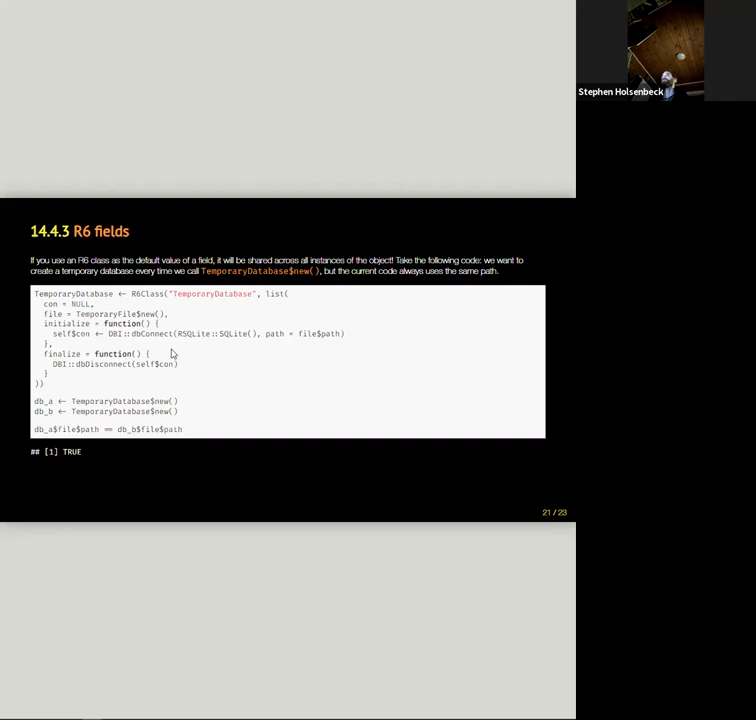 Stephen Holsenbeck
14.4.3 R6 fields
If you use an R6 class as the default value of a field, it will be shared across all instances of the object! Take the following code: we want to
create a temporary database every time we call TemporaryDatabase$new(), but the current code always uses the same path.
TemporaryDatabase <- R6Class("TemporaryDatabase", list(
  con = NULL,
  file = TemporaryFile$new(),
  initialize = function() {
    self$con <- DBI::dbConnect(RSQLite::SQLite(), path = file$path)
  },
  finalize = function() {
    DBI::dbDisconnect(self$con)
  }
))
db_a <- TemporaryDatabase$new()
db_b <- TemporaryDatabase$new()
db_a$file$path == db_b$file$path
## [1] TRUE
21 / 23